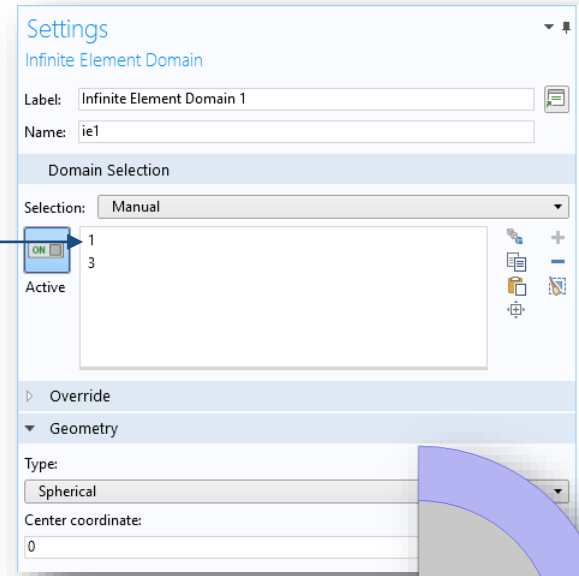 Settings
Infinite Element Domain
Label: Infinite Element Domain 1
Name: ie1
Domain Selection
Selection: Manual
ON
1
3
Active
Override
Geometry
Type:
Spherical
Center coordinate:
0